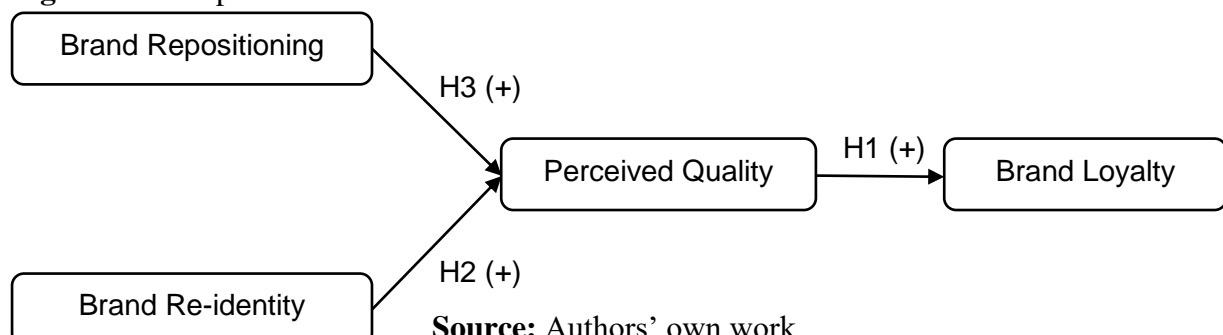 Brand Repositioning
H3 (+)
Perceived Quality
H1 (+)
Brand Loyalty
H2 (+)
Brand Re-identity
Source: Authors' own work